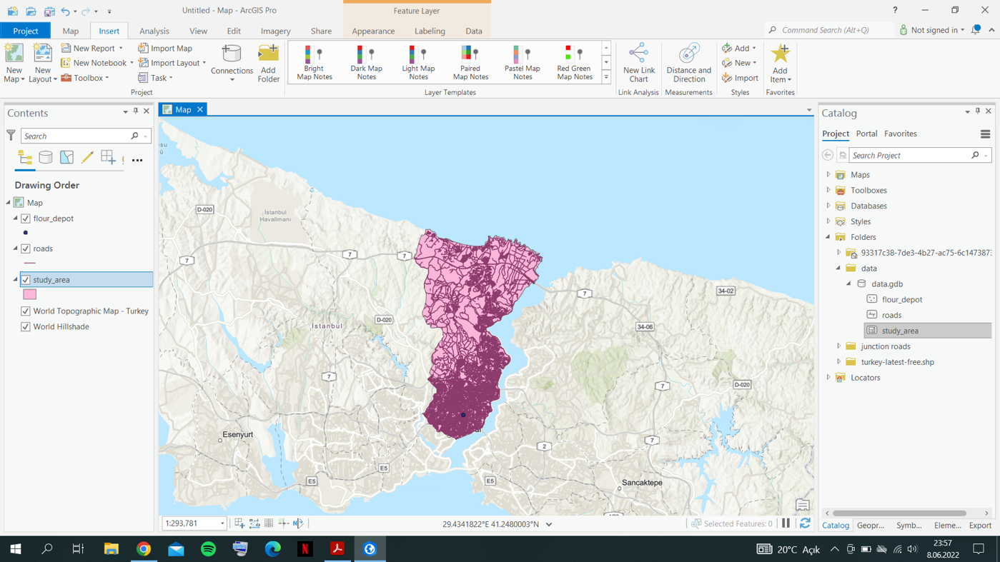 Untitled - Map - ArcGIS Pro
Feature Layer
?
Project
Map
Insert
Analysis
View
Edit
Imagery
Share
Appearance
Labeling
Data
Command Search (Alt+Q)
Not signed in
New Map
New Layout
New Report
New Notebook
Toolbox
Import Map
Import Layout
Task
Connections
Add Folder
Project
Bright Map Notes
Dark Map Notes
Light Map Notes
Paired Map Notes
Pastel Map Notes
Red Green Map Notes
Layer Templates
New Link Chart
Link Analysis
Distance and Direction
Measurements
Add
New
Import
Styles
Add Item
Favorites
Contents
Search
Drawing Order
Map
flour_depot
roads
study_area
World Topographic Map - Turkey
World Hillshade
Map
su
D-020
İstanbul
Havalimanı
7
7
7
7
34-02
D-020
Istanbul
34-06
7
D-020
7
7
Esenyurt
2
E5
E5
E5
Sancaktepe
1:293,781
29.4341822°E 41.2480003°N
Selected Features: 0
Catalog
Project
Portal
Favorites
Search Project
Maps
Toolboxes
Databases
Styles
Folders
93317c38-7de3-4b27-ac75-6c147387
data
data.gdb
flour_depot
roads
study_area
junction roads
turkey-latest-free.shp
Locators
Catalog
Geopr...
Symb...
Eleme...
Export
20°C Açık
23:57
8.06.2022